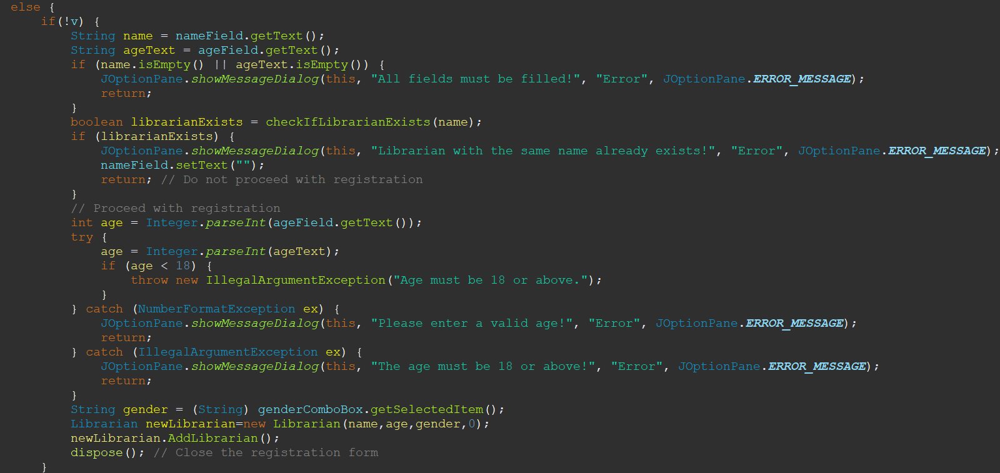 else {
if(!v) {
String name = nameField.getText();
String ageText = ageField.getText();
if (name.isEmpty() || ageText.isEmpty()) {
JOptionPane.showMessageDialog(this, "All fields must be filled!", "Error", JOptionPane.ERROR_MESSAGE);
return;
}
boolean librarianExists = checkIfLibrarianExists(name);
if (librarianExists) {
JOptionPane.showMessageDialog(this, "Librarian with the same name already exists!", "Error", JOptionPane.ERROR_MESSAGE);
nameField.setText("");
return; // Do not proceed with registration
}
// Proceed with registration
int age = Integer.parseInt(ageField.getText());
try {
age = Integer.parseInt(ageText);
if (age < 18) {
throw new IllegalArgumentException("Age must be 18 or above.");
}
} catch (NumberFormatException ex) {
JOptionPane.showMessageDialog(this, "Please enter a valid age!", "Error", JOptionPane.ERROR_MESSAGE);
return;
} catch (IllegalArgumentException ex) {
JOptionPane.showMessageDialog(this, "The age must be 18 or above!", "Error", JOptionPane.ERROR_MESSAGE);
return;
}
String gender = (String) genderComboBox.getSelectedItem();
Librarian newLibrarian=new Librarian(name,age,gender,0);
newLibrarian.AddLibrarian();
dispose(); // Close the registration form
}